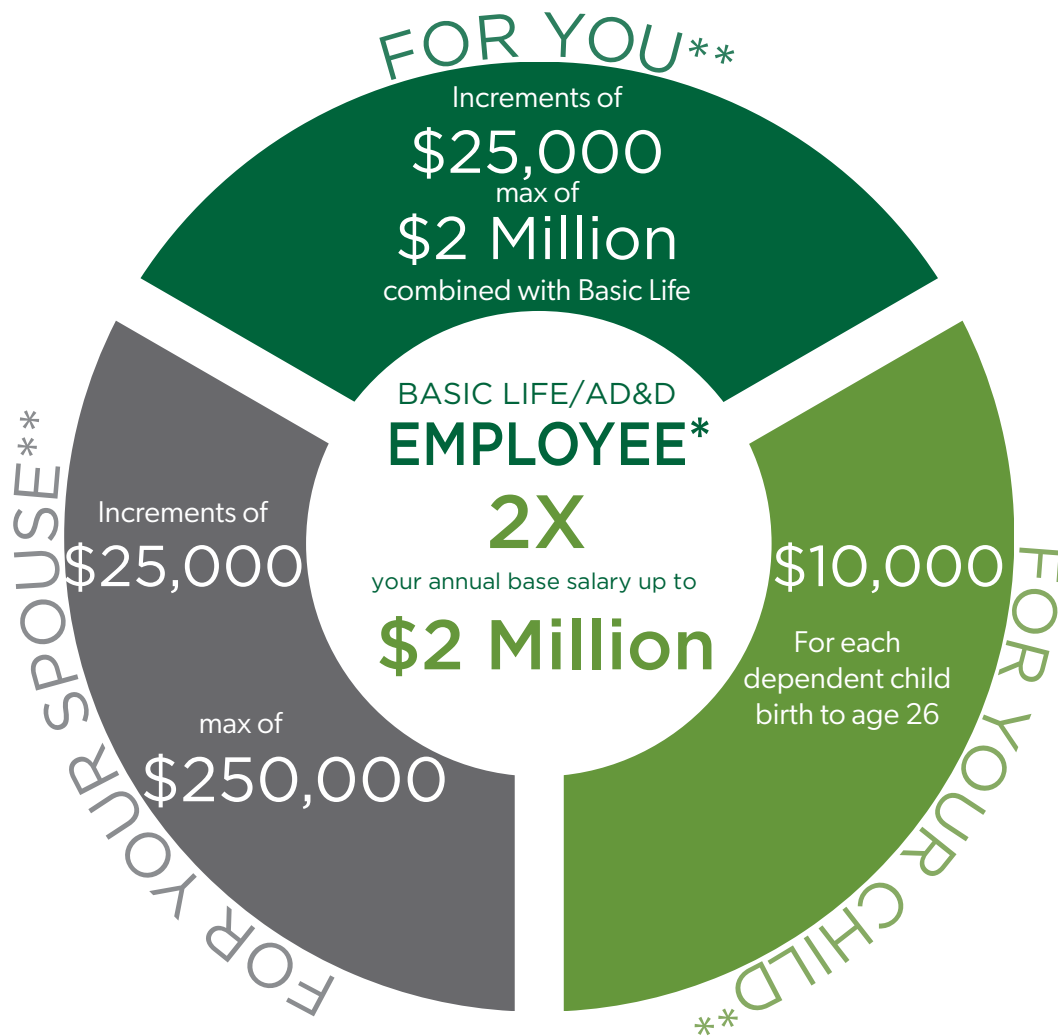 FOR YOU**
Increments of
$25,000
max of
$2 Million
combined with Basic Life
BASIC LIFE/AD&D
EMPLOYEE*
2X
your annual base salary up to
$2 Million
FOR YOUR SPOUSE**
Increments of
$25,000
max of
$250,000
FOR YOUR CHILD**
$10,000
For each
dependent child
birth to age 26